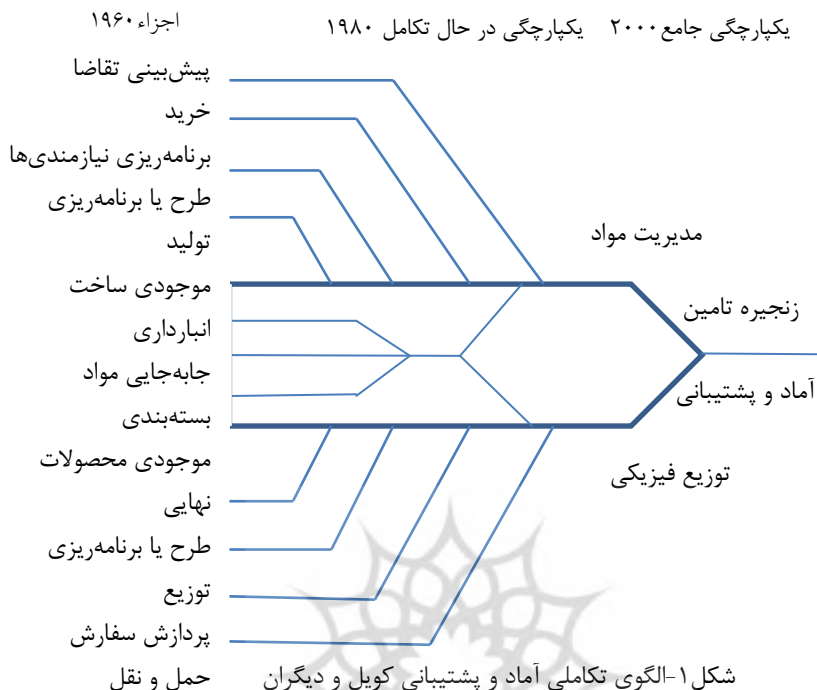 یکپارچگی جامع ۲۰۰۰
یکپارچگی در حال تکامل ۱۹۸۰
اجزاء ۱۹۶۰
پیش‌بینی تقاضا
خرید
برنامه‌ریزی نیازمندی‌ها
طرح یا برنامه‌ریزی
تولید
موجودی ساخت
انبارداری
جابه‌جایی مواد
بسته‌بندی
موجودی محصولات
نهایی
طرح یا برنامه‌ریزی
توزیع
پردازش سفارش
حمل و نقل
مدیریت مواد
زنجیره تامین
آماد و پشتیبانی
توزیع فیزیکی
شکل۱-الگوی تکاملی آماد و پشتیبانی کویل و دیگران